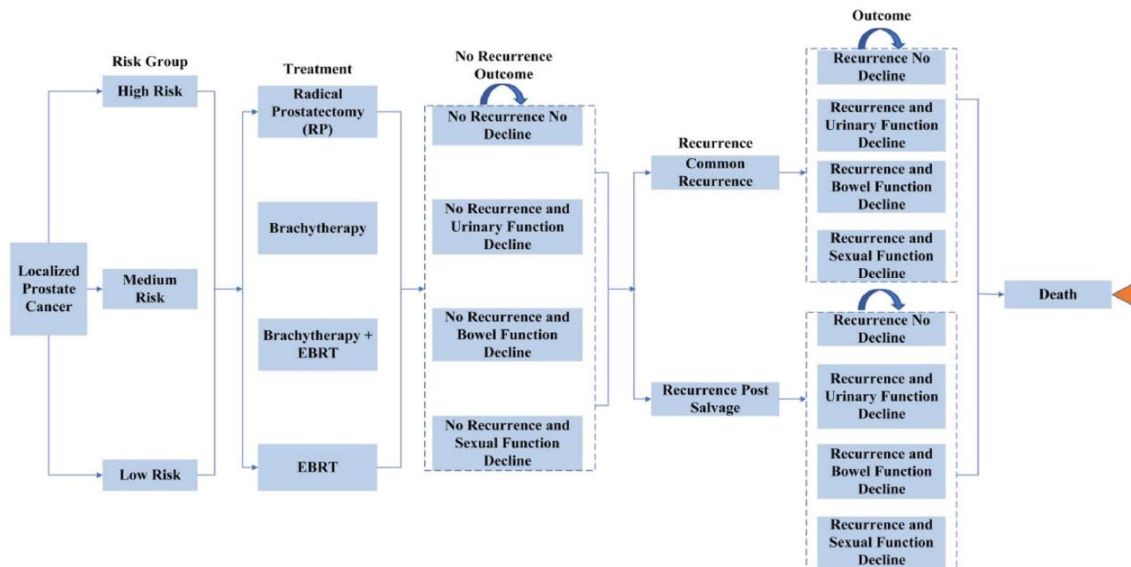 Risk Group
High Risk
Medium
Risk
Low Risk
Localized
Prostate
Cancer
Treatment
Radical
Prostatectomy
(RP)
Brachytherapy
Brachytherapy +
EBRT
EBRT
No Recurrence
Outcome
No Recurrence No
Decline
No Recurrence and
Urinary Function
Decline
No Recurrence and
Bowel Function
Decline
No Recurrence and
Sexual Function
Decline
Recurrence
Common
Recurrence
Recurrence Post
Salvage
Outcome
Recurrence No
Decline
Recurrence and
Urinary Function
Decline
Recurrence and
Bowel Function
Decline
Recurrence and
Sexual Function
Decline
Recurrence No
Decline
Recurrence and
Urinary Function
Decline
Recurrence and
Bowel Function
Decline
Recurrence and
Sexual Function
Decline
Death